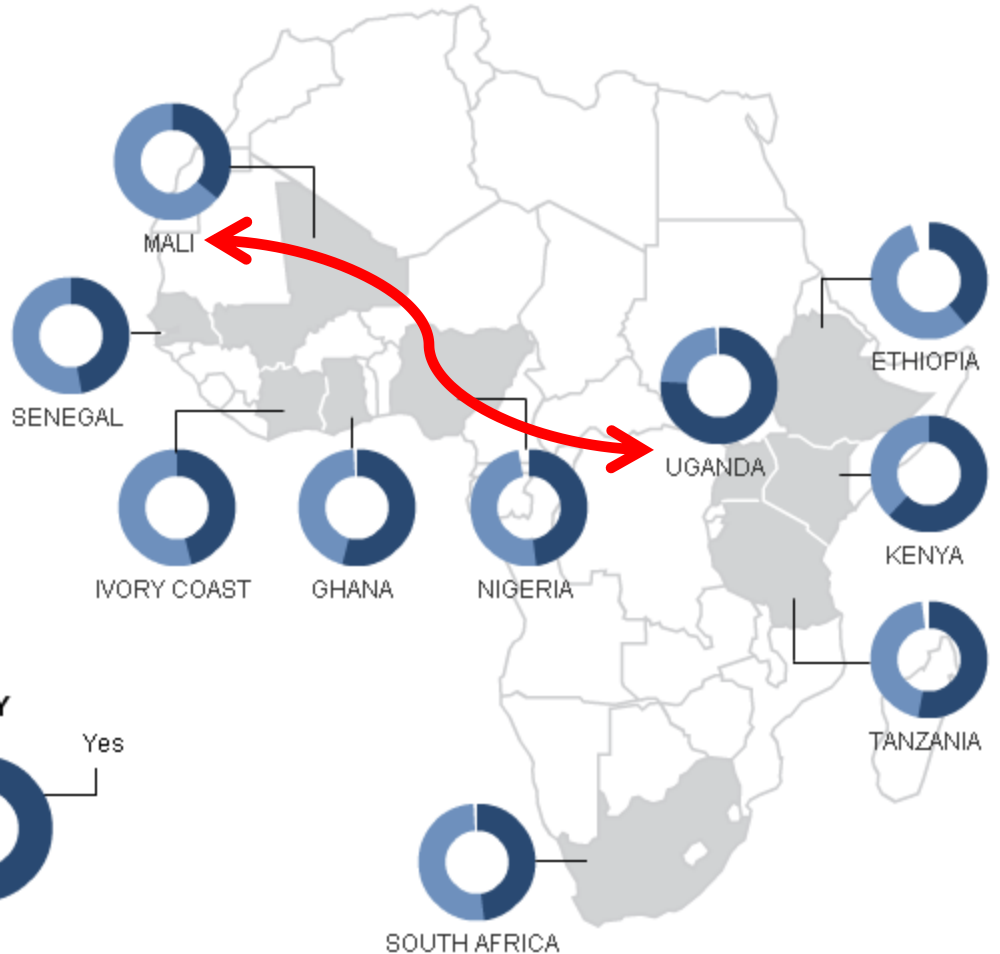 MALI
ETHIOPIA
SENEGAL
UGANDA
KENYA
IVORY COAST
GHANA
NIGERIA
Y
Yes
TANZANIA
SOUTH AFRICA